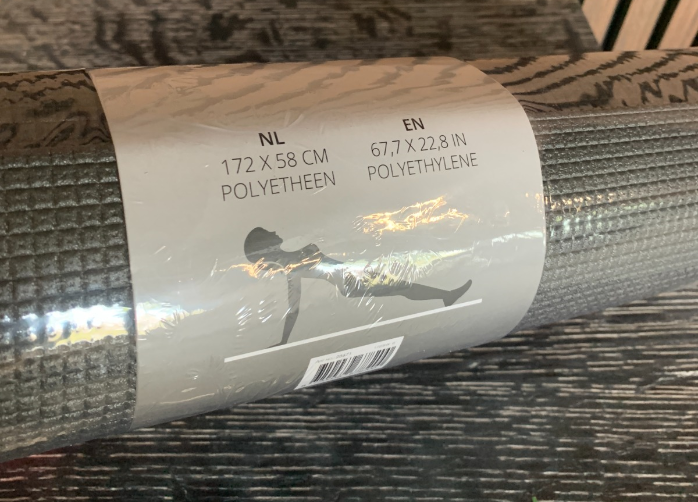 NL
172 X 58 CM
POLYETHEEN
EN
67,7 X 22,8 IN
POLYETHYLENE